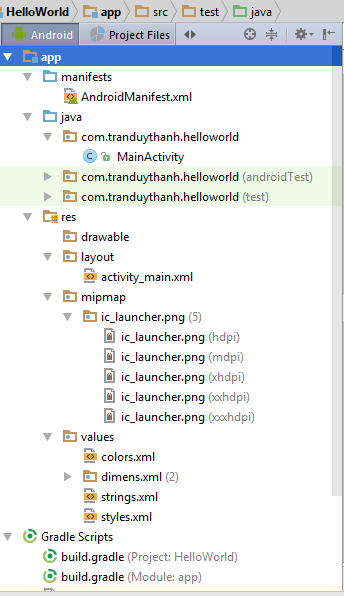 HelloWorld app src test java
Android Project Files
app
manifests
AndroidManifest.xml
java
com.tranduythanh.helloworld
C MainActivity
com.tranduythanh.helloworld (androidTest)
com.tranduythanh.helloworld (test)
res
drawable
layout
activity_main.xml
mipmap
ic_launcher.png (5)
ic_launcher.png (hdpi)
ic_launcher.png (mdpi)
ic_launcher.png (xhdpi)
ic_launcher.png (xxhdpi)
ic_launcher.png (xxxhdpi)
values
colors.xml
dimens.xml (2)
strings.xml
styles.xml
Gradle Scripts
build.gradle (Project: HelloWorld)
build.gradle (Module: app)